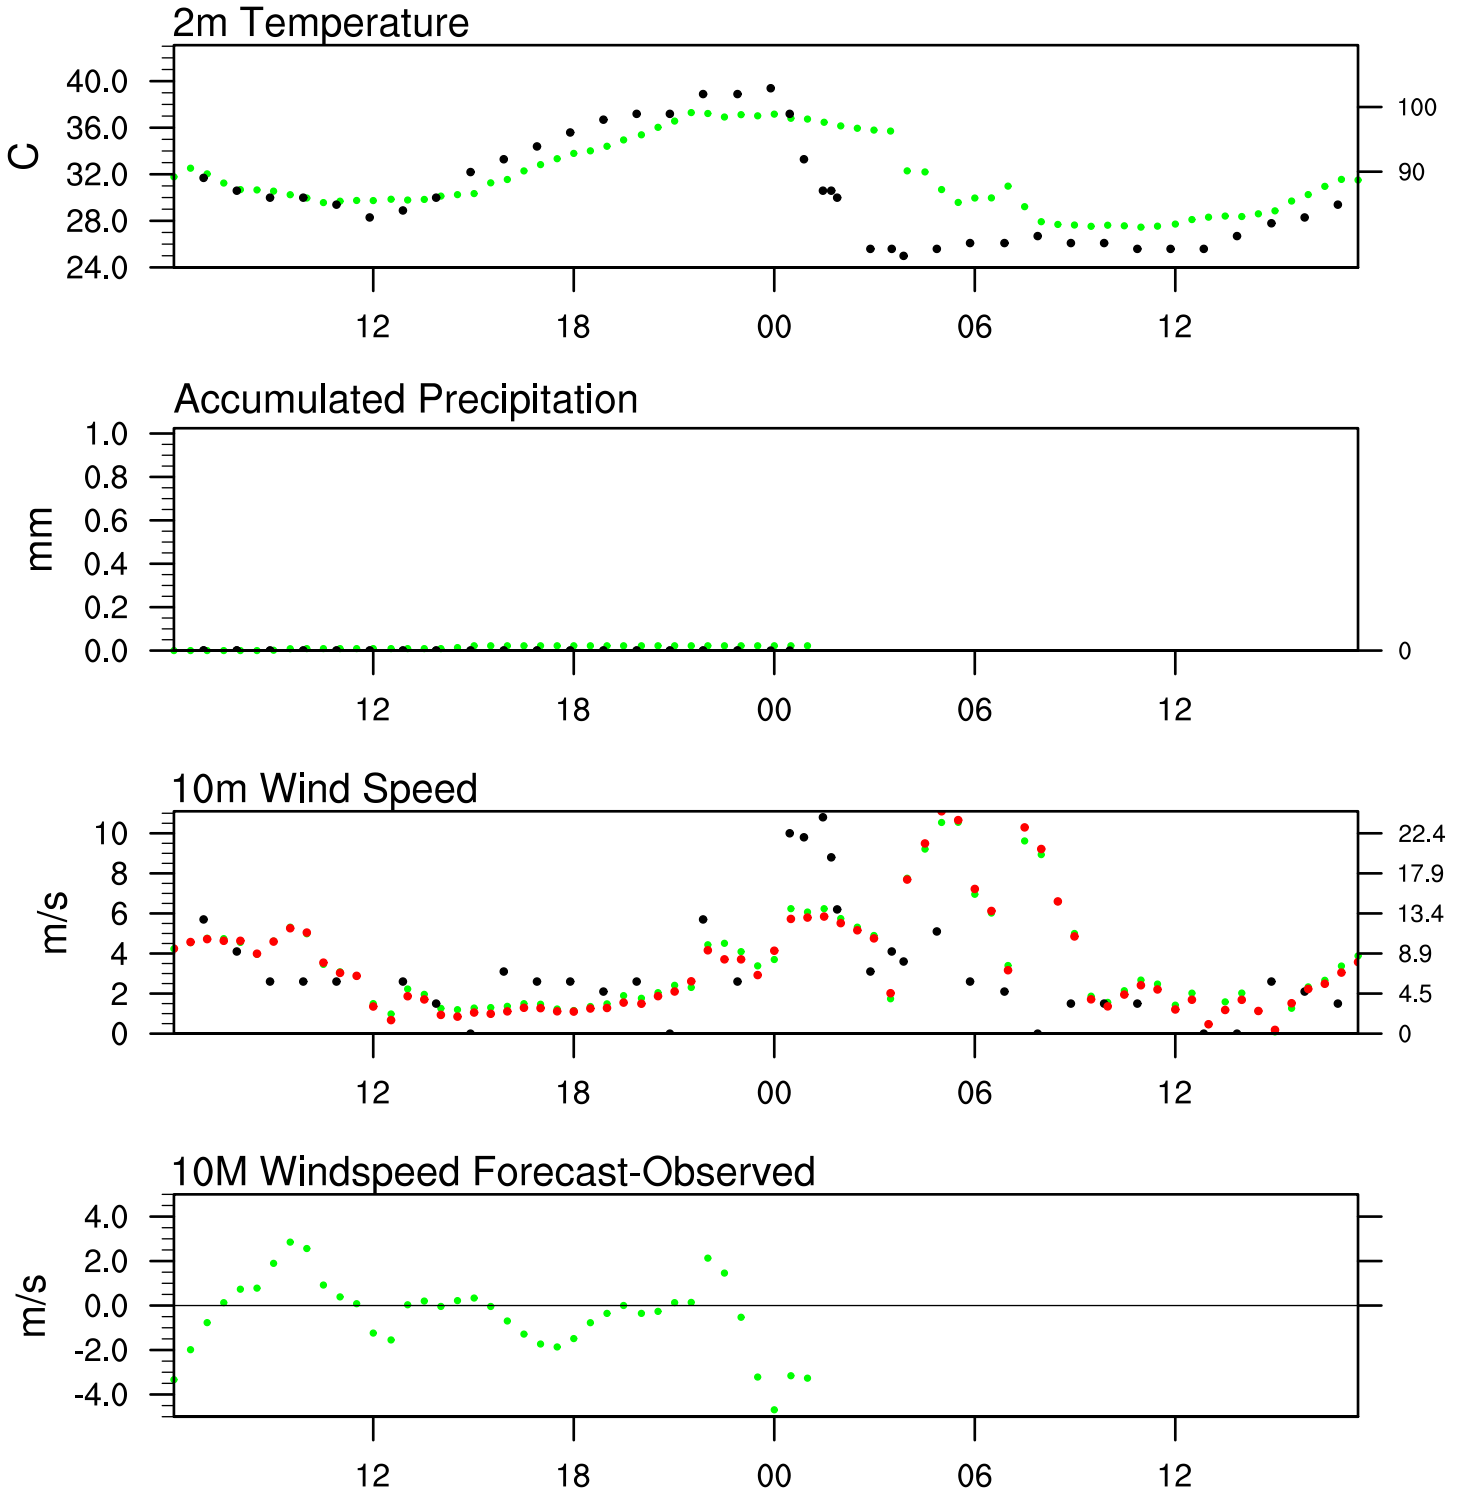 2m Temperature
40.0
36.0
32.0
28.0
24.0
C
100
90
12 18 00 06 12
Accumulated Precipitation
1.0
0.8
0.6
0.4
0.2
0.0
mm
0
12 18 00 06 12
10m Wind Speed
10
8
6
4
2
0
m/s
22.4
17.9
13.4
8.9
4.5
0
12 18 00 06 12
10M Windspeed Forecast-Observed
4.0
2.0
0.0
-2.0
-4.0
m/s
12 18 00 06 12